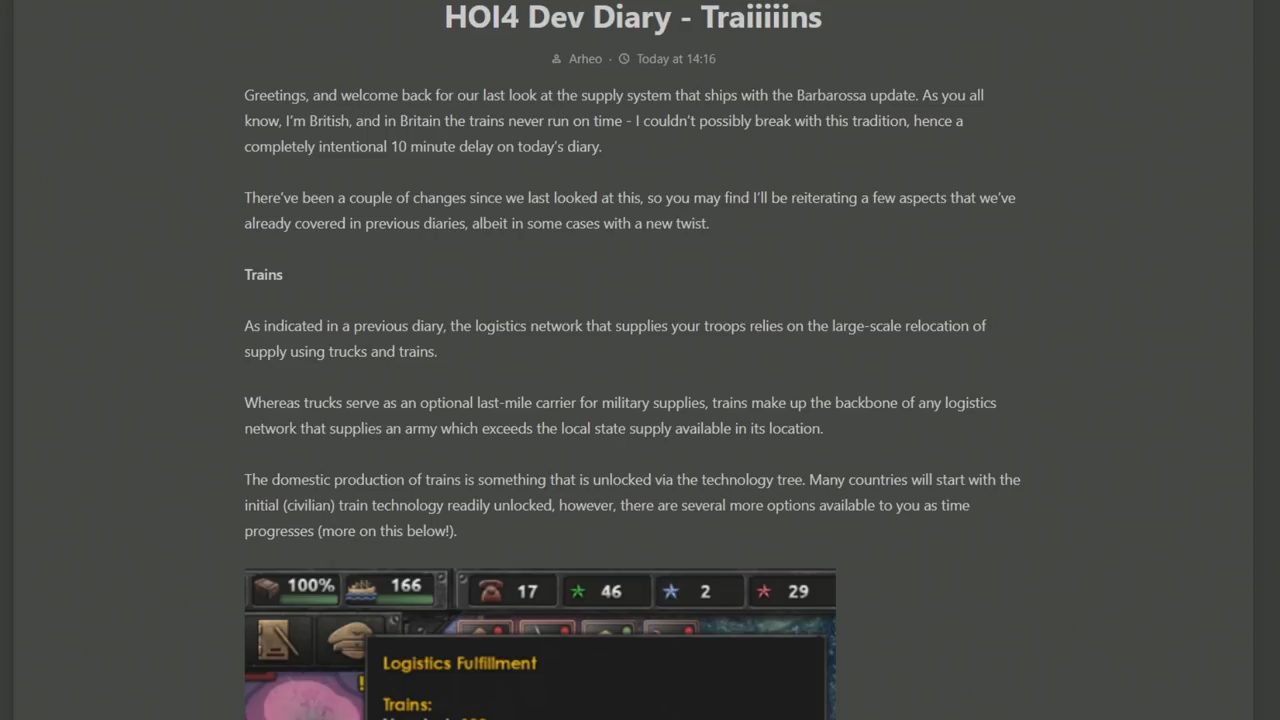 HOI4 Dev Diary - Traiiiiins
Arheo · Today at 14:16
Greetings, and welcome back for our last look at the supply system that ships with the Barbarossa update. As you all
know, I’m British, and in Britain the trains never run on time - I couldn’t possibly break with this tradition, hence a
completely intentional 10 minute delay on today’s diary.
There’ve been a couple of changes since we last looked at this, so you may find I’ll be reiterating a few aspects that we’ve
already covered in previous diaries, albeit in some cases with a new twist.
Trains
As indicated in a previous diary, the logistics network that supplies your troops relies on the large-scale relocation of
supply using trucks and trains.
Whereas trucks serve as an optional last-mile carrier for military supplies, trains make up the backbone of any logistics
network that supplies an army which exceeds the local state supply available in its location.
The domestic production of trains is something that is unlocked via the technology tree. Many countries will start with the
initial (civilian) train technology readily unlocked, however, there are several more options available to you as time
progresses (more on this below!).
100% 166 17 46 2 29
Logistics Fulfillment
Trains: